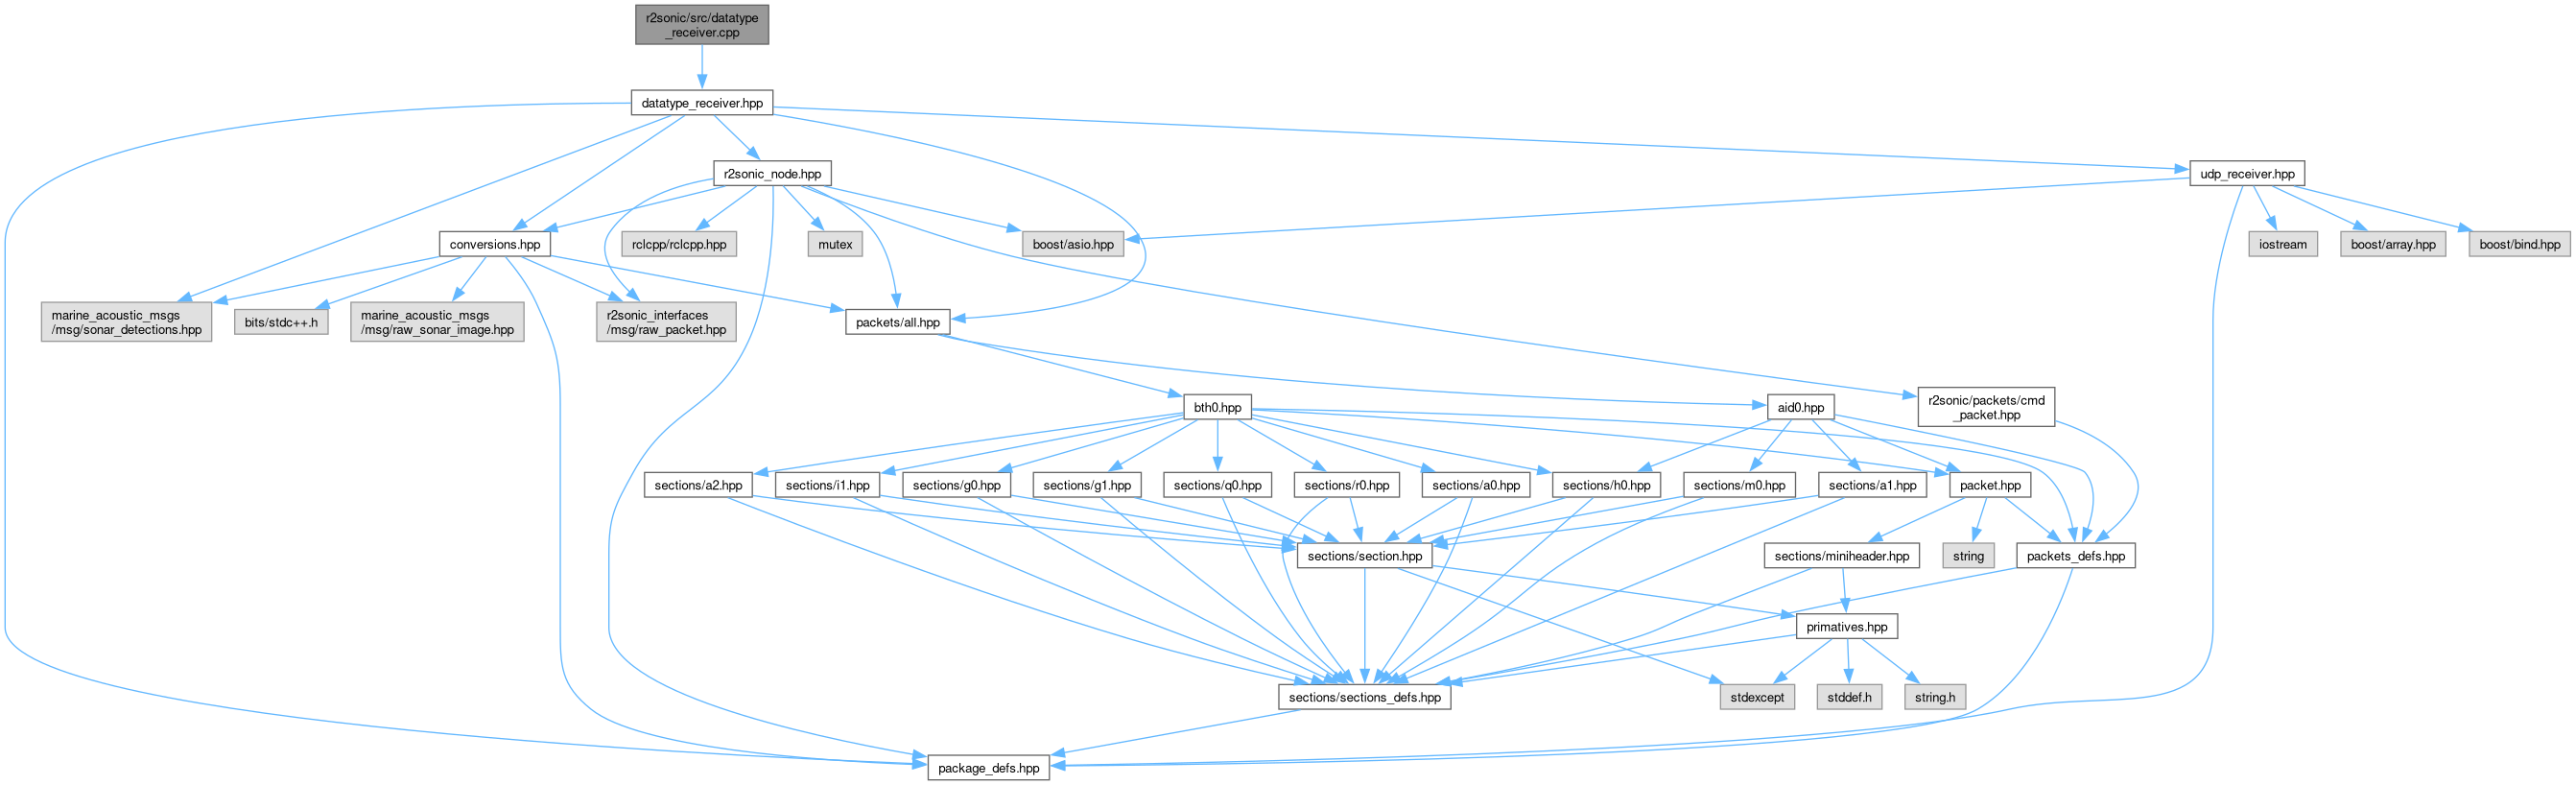 r2sonic/src/datatype
_receiver.cpp
datatype_receiver.hpp
r2sonic_node.hpp
udp_receiver.hpp
conversions.hpp
rclcpp/rclcpp.hpp
mutex
boost/asio.hpp
iostream
boost/array.hpp
boost/bind.hpp
marine_acoustic_msgs
/msg/sonar_detections.hpp
bits/stdc++.h
marine_acoustic_msgs
/msg/raw_sonar_image.hpp
r2sonic_interfaces
/msg/raw_packet.hpp
packets/all.hpp
bth0.hpp
aid0.hpp
r2sonic/packets/cmd
_packet.hpp
sections/a2.hpp
sections/i1.hpp
sections/g0.hpp
sections/g1.hpp
sections/q0.hpp
sections/r0.hpp
sections/a0.hpp
sections/h0.hpp
sections/m0.hpp
sections/a1.hpp
packet.hpp
sections/section.hpp
sections/miniheader.hpp
string
packets_defs.hpp
primatives.hpp
sections/sections_defs.hpp
stdexcept
stddef.h
string.h
package_defs.hpp